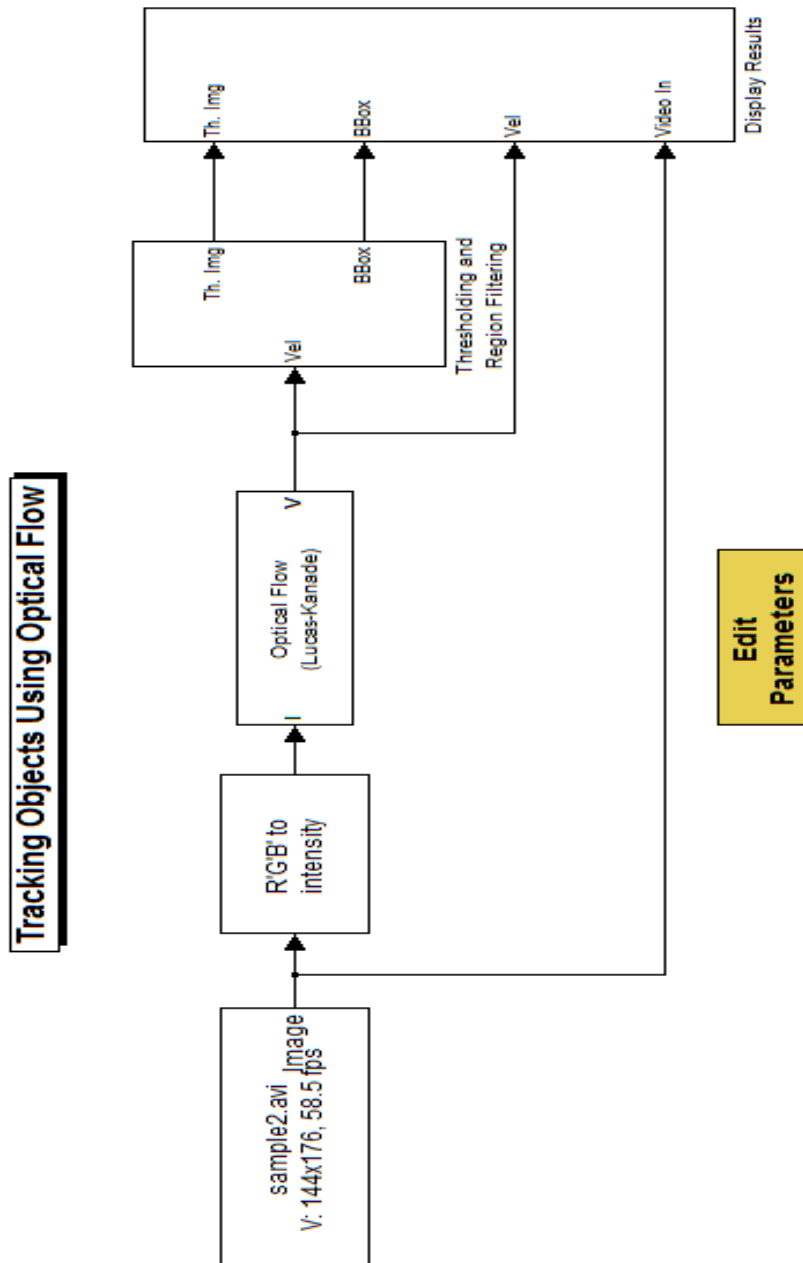 Tracking Objects Using Optical Flow
sample2.avi
V: 144x176, 58.5 fps
Image
R'G'B' to
intensity
I
Optical Flow
(Lucas-Kanade)
V
Vel
Th. Img
BBox
Thresholding and
Region Filtering
Th. Img
BBox
Vel
Video In
Display Results
Edit
Parameters